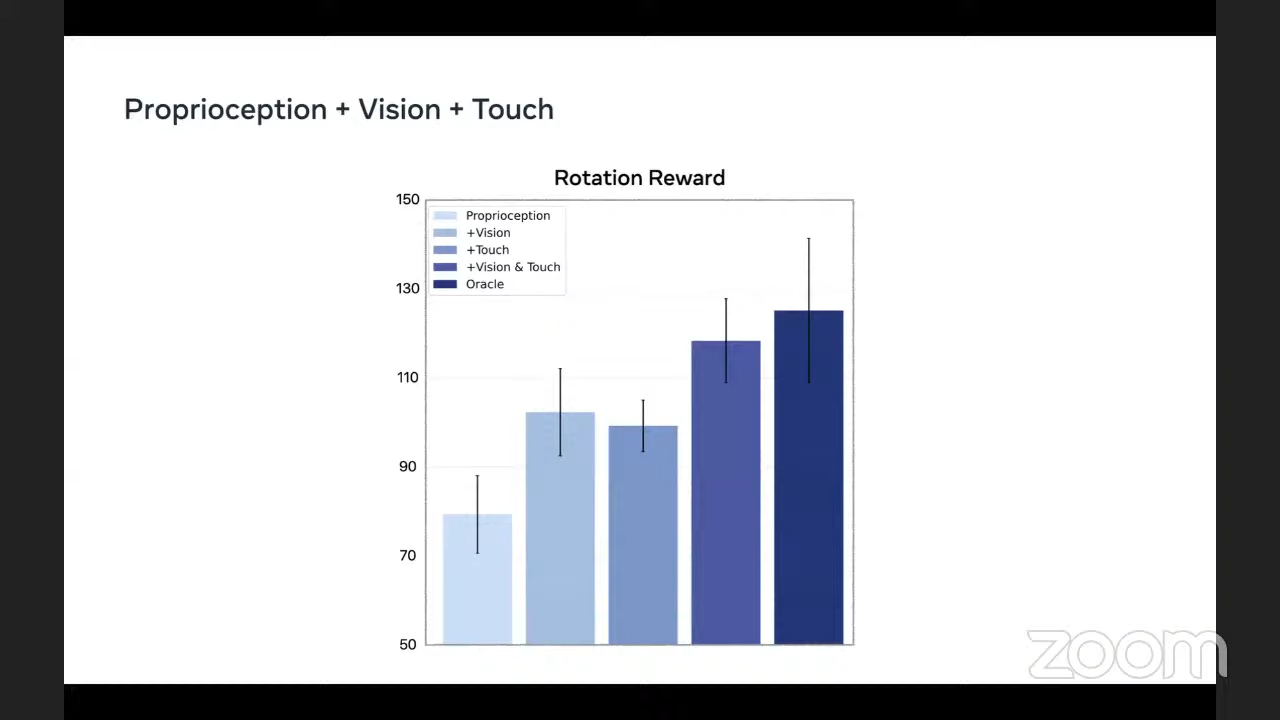 Proprioception + Vision + Touch
Rotation Reward
150
130
110
90
70
50
Proprioception
+Vision
+Touch
+Vision & Touch
Oracle
zoom